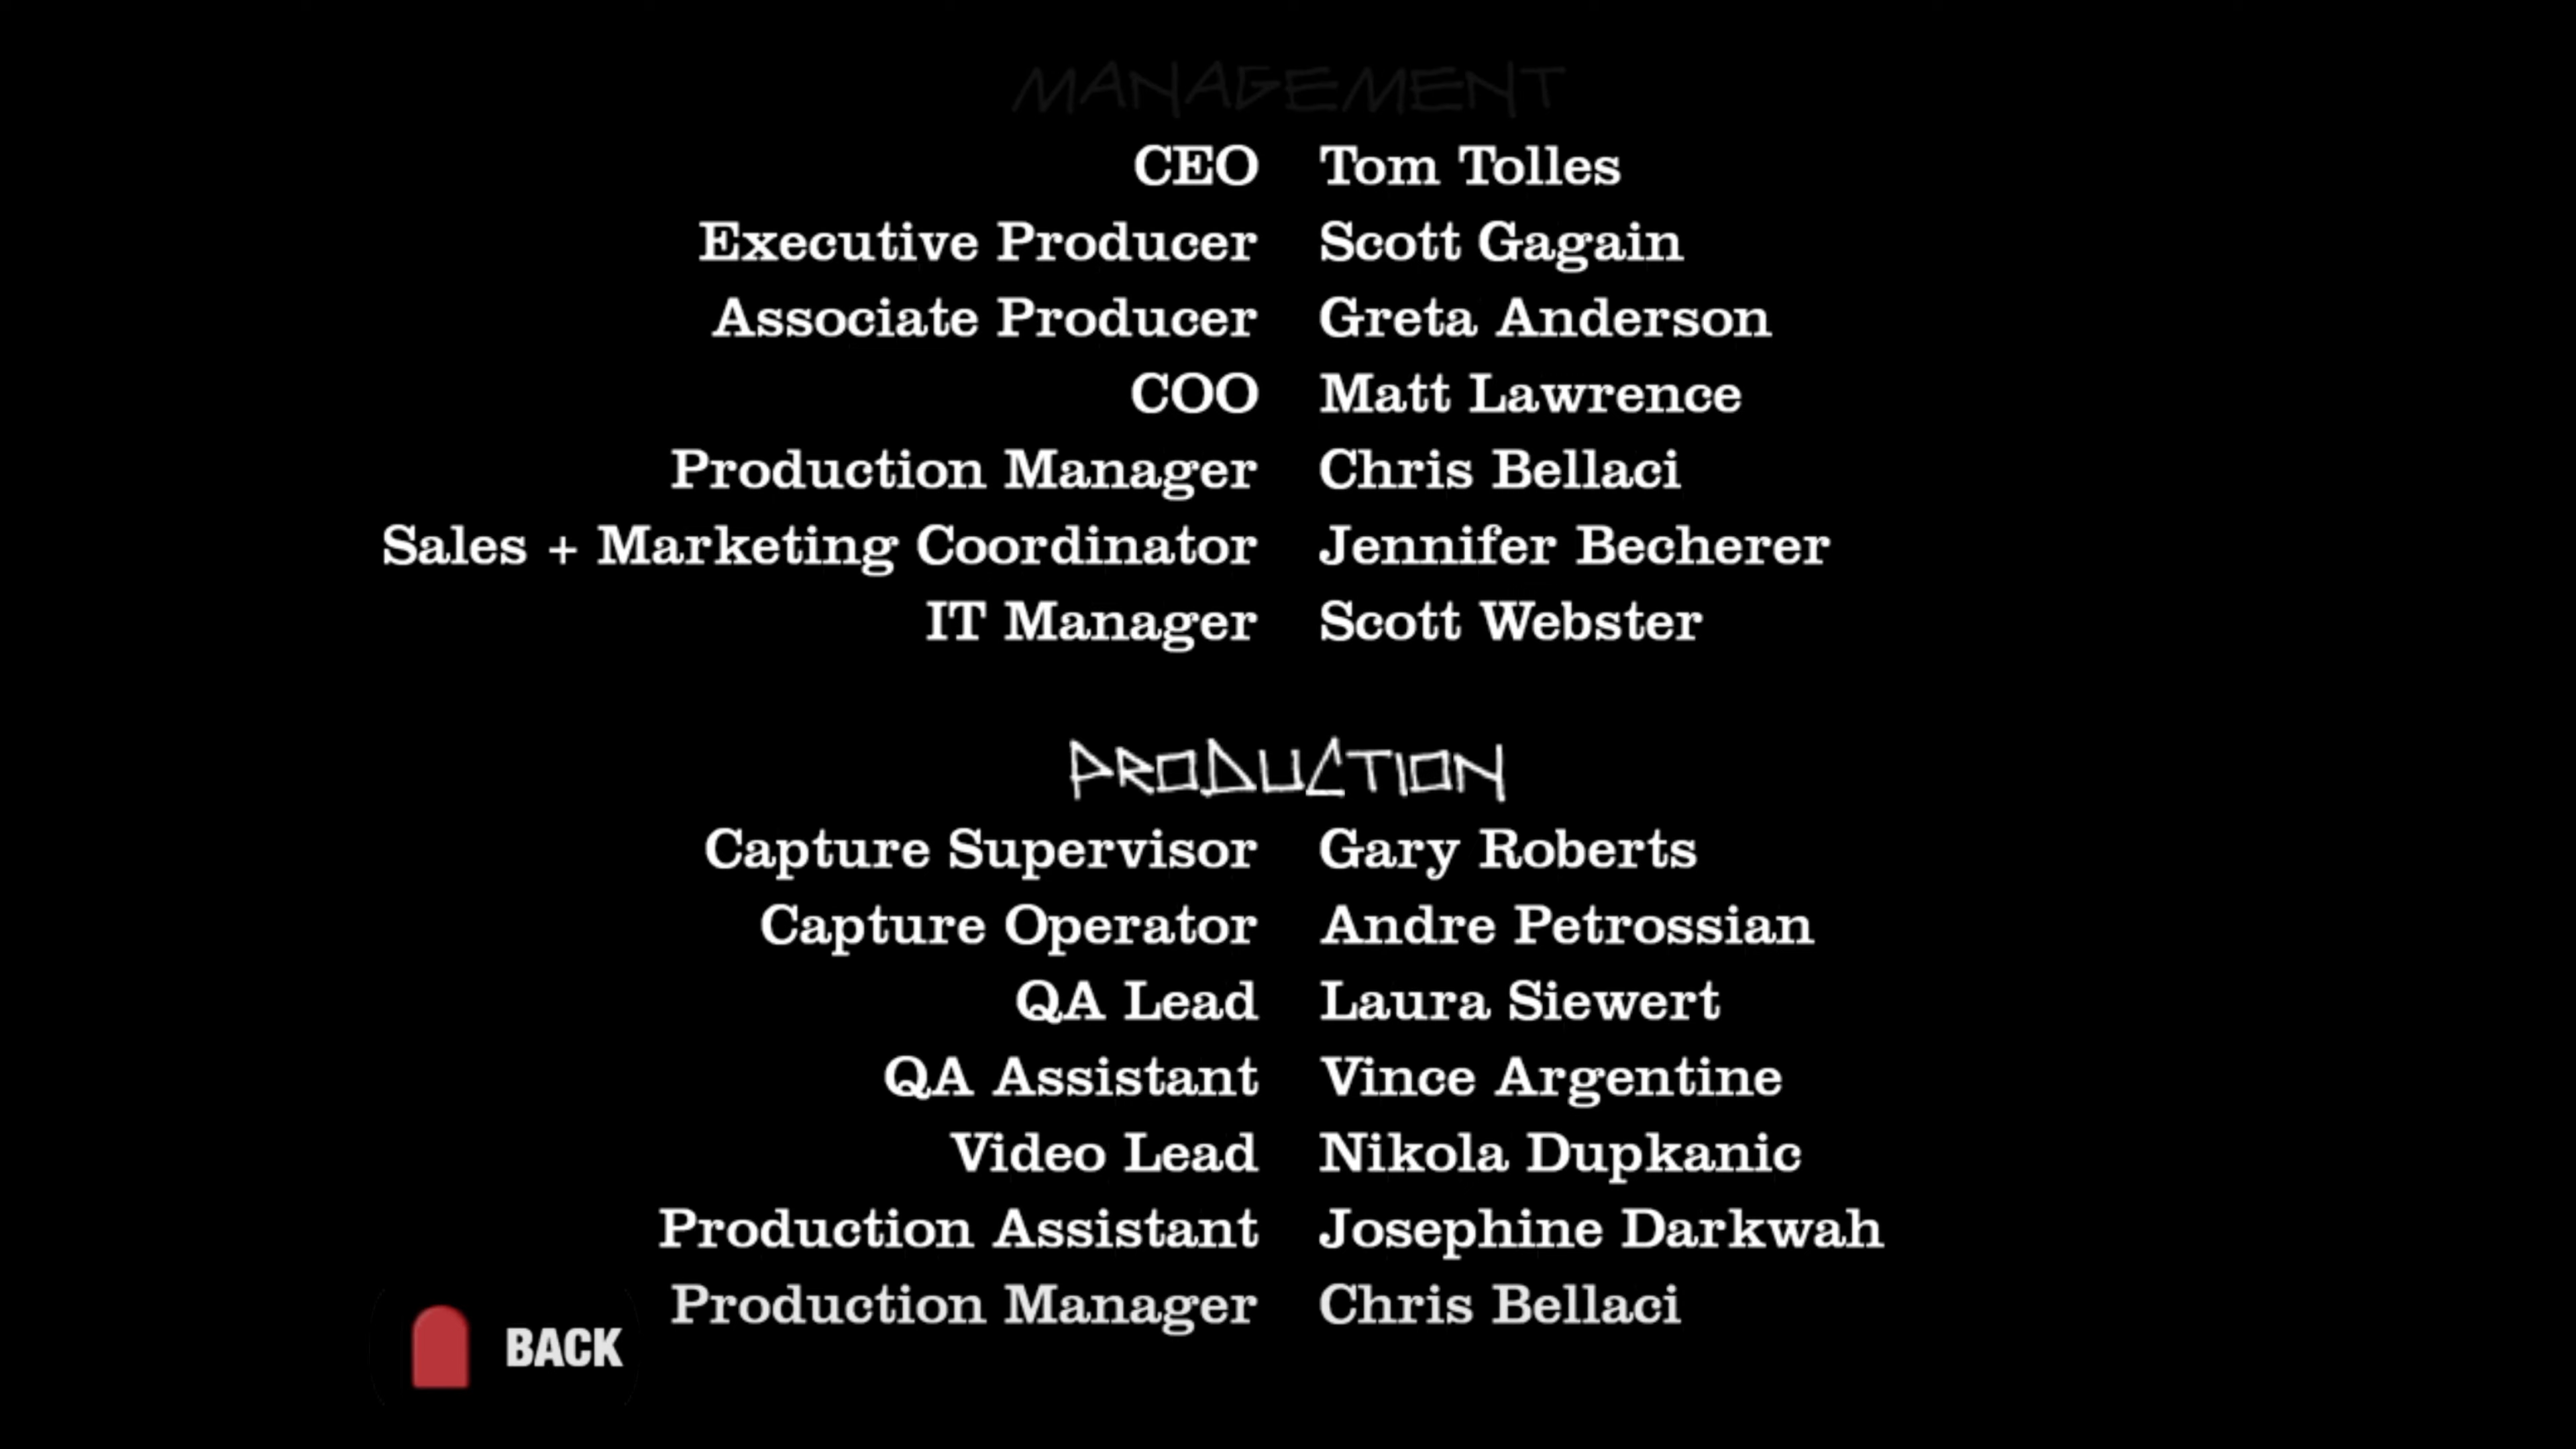 MANAGEMENT
CEO Tom Tolles
Executive Producer Scott Gagain
Associate Producer Greta Anderson
COO Matt Lawrence
Production Manager Chris Bellaci
Sales + Marketing Coordinator Jennifer Becherer
IT Manager Scott Webster
PRODUCTION
Capture Supervisor Gary Roberts
Capture Operator Andre Petrossian
QA Lead Laura Siewert
QA Assistant Vince Argentine
Video Lead Nikola Dupkanic
Production Assistant Josephine Darkwah
Production Manager Chris Bellaci
BACK